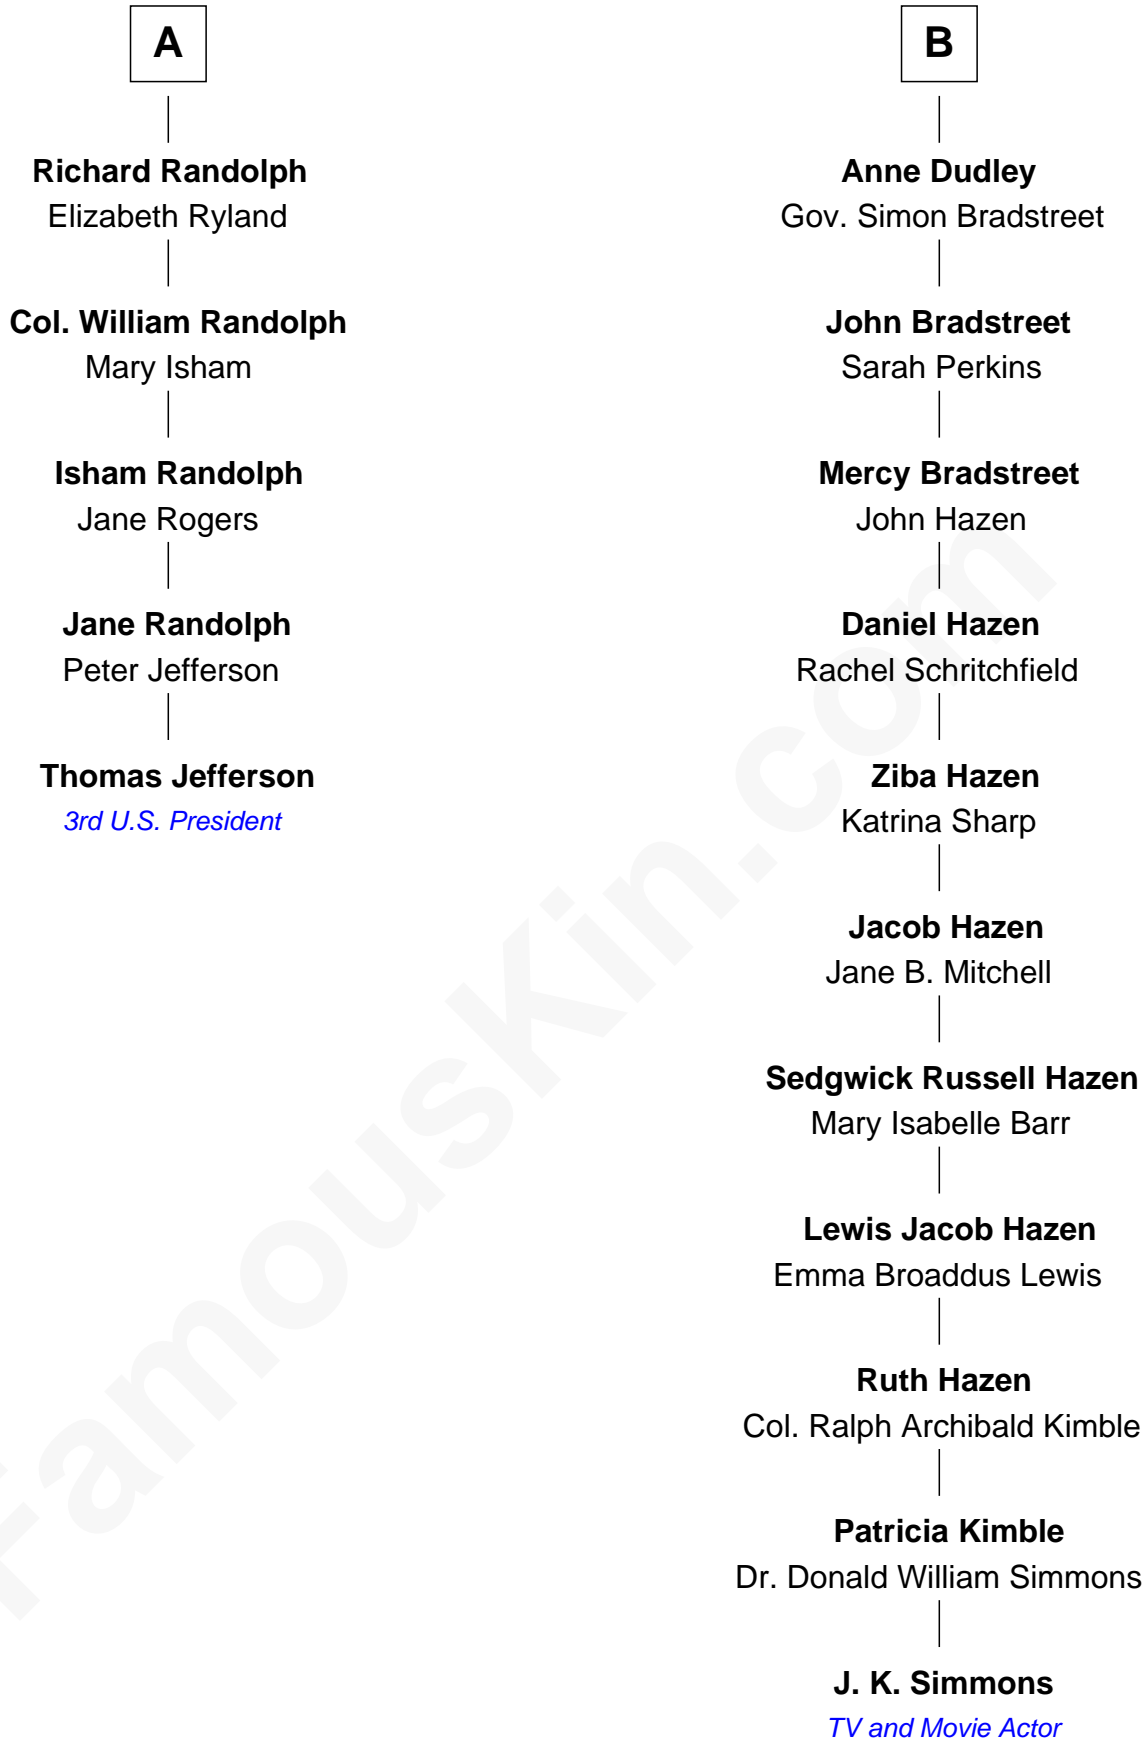 A
Richard Randolph
Elizabeth Ryland
Col. William Randolph
Mary Isham
Isham Randolph
Jane Rogers
Jane Randolph
Peter Jefferson
Thomas Jefferson
3rd U.S. President
B
Anne Dudley
Gov. Simon Bradstreet
John Bradstreet
Sarah Perkins
Mercy Bradstreet
John Hazen
Daniel Hazen
Rachel Schritchfield
Ziba Hazen
Katrina Sharp
Jacob Hazen
Jane B. Mitchell
Sedgwick Russell Hazen
Mary Isabelle Barr
Lewis Jacob Hazen
Emma Broaddus Lewis
Ruth Hazen
Col. Ralph Archibald Kimble
Patricia Kimble
Dr. Donald William Simmons
J. K. Simmons
TV and Movie Actor
FamousKin.com